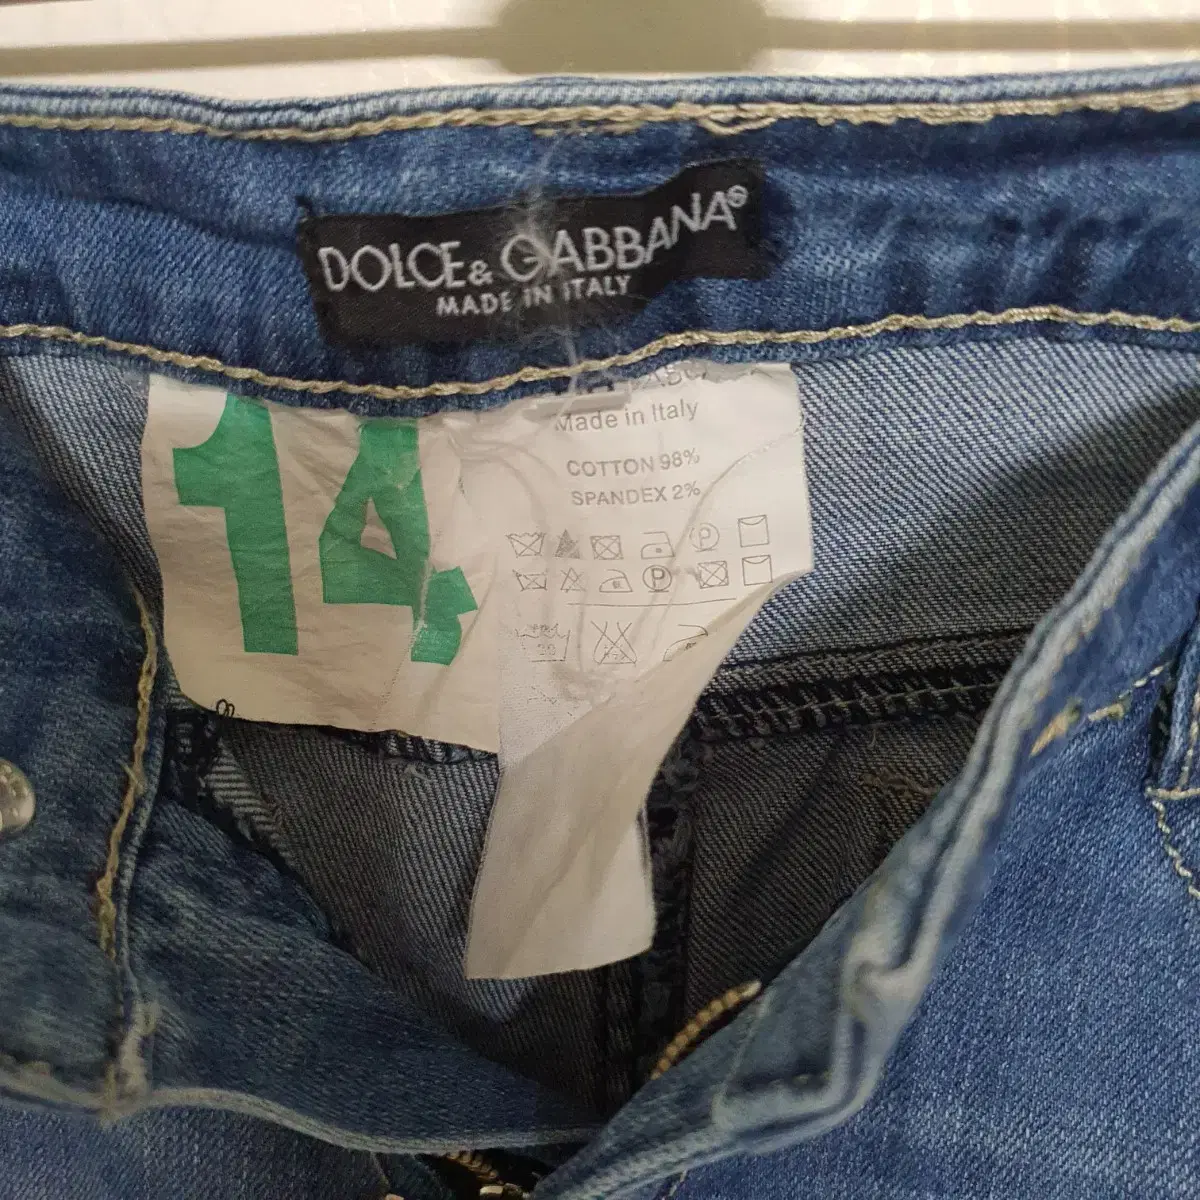 DOLCE& GABBANA®
MADE IN ITALY
14
Made in Italy
COTTON 98%
SPANDEX 2%
P
P